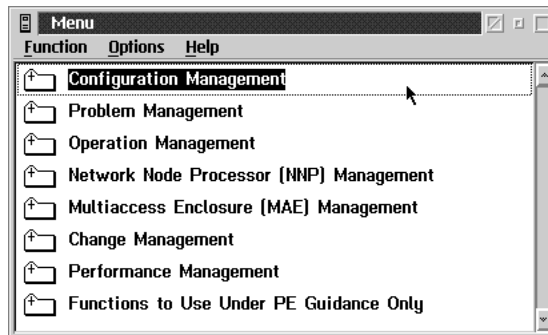 Menu
Function Options Help
Configuration Management
Problem Management
Operation Management
Network Node Processor (NNP) Management
Multiaccess Enclosure (MAE) Management
Change Management
Performance Management
Functions to Use Under PE Guidance Only